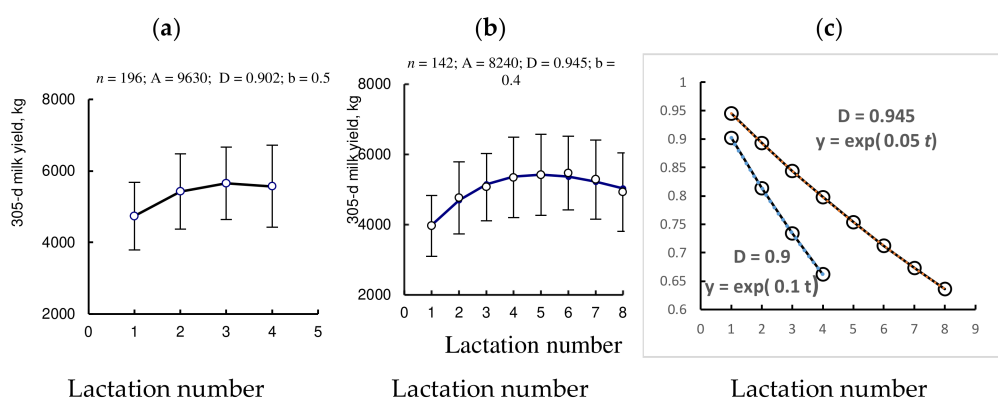 (a)
n = 196; A = 9630; D = 0.902; b = 0.5
305-d milk yield, kg
8000
6000
4000
2000
0 1 2 3 4 5
Lactation number
(b)
n = 142; A = 8240; D = 0.945; b =
0.4
305-d milk yield, kg
8000
6000
4000
2000
0 1 2 3 4 5 6 7 8
Lactation number
Lactation number
(c)
1
0.95
0.9
0.85
0.8
0.75
0.7
0.65
0.6
D = 0.945
y = exp( 0.05 t)
D = 0.9
y = exp( 0.1 t)
0 1 2 3 4 5 6 7 8 9
Lactation number